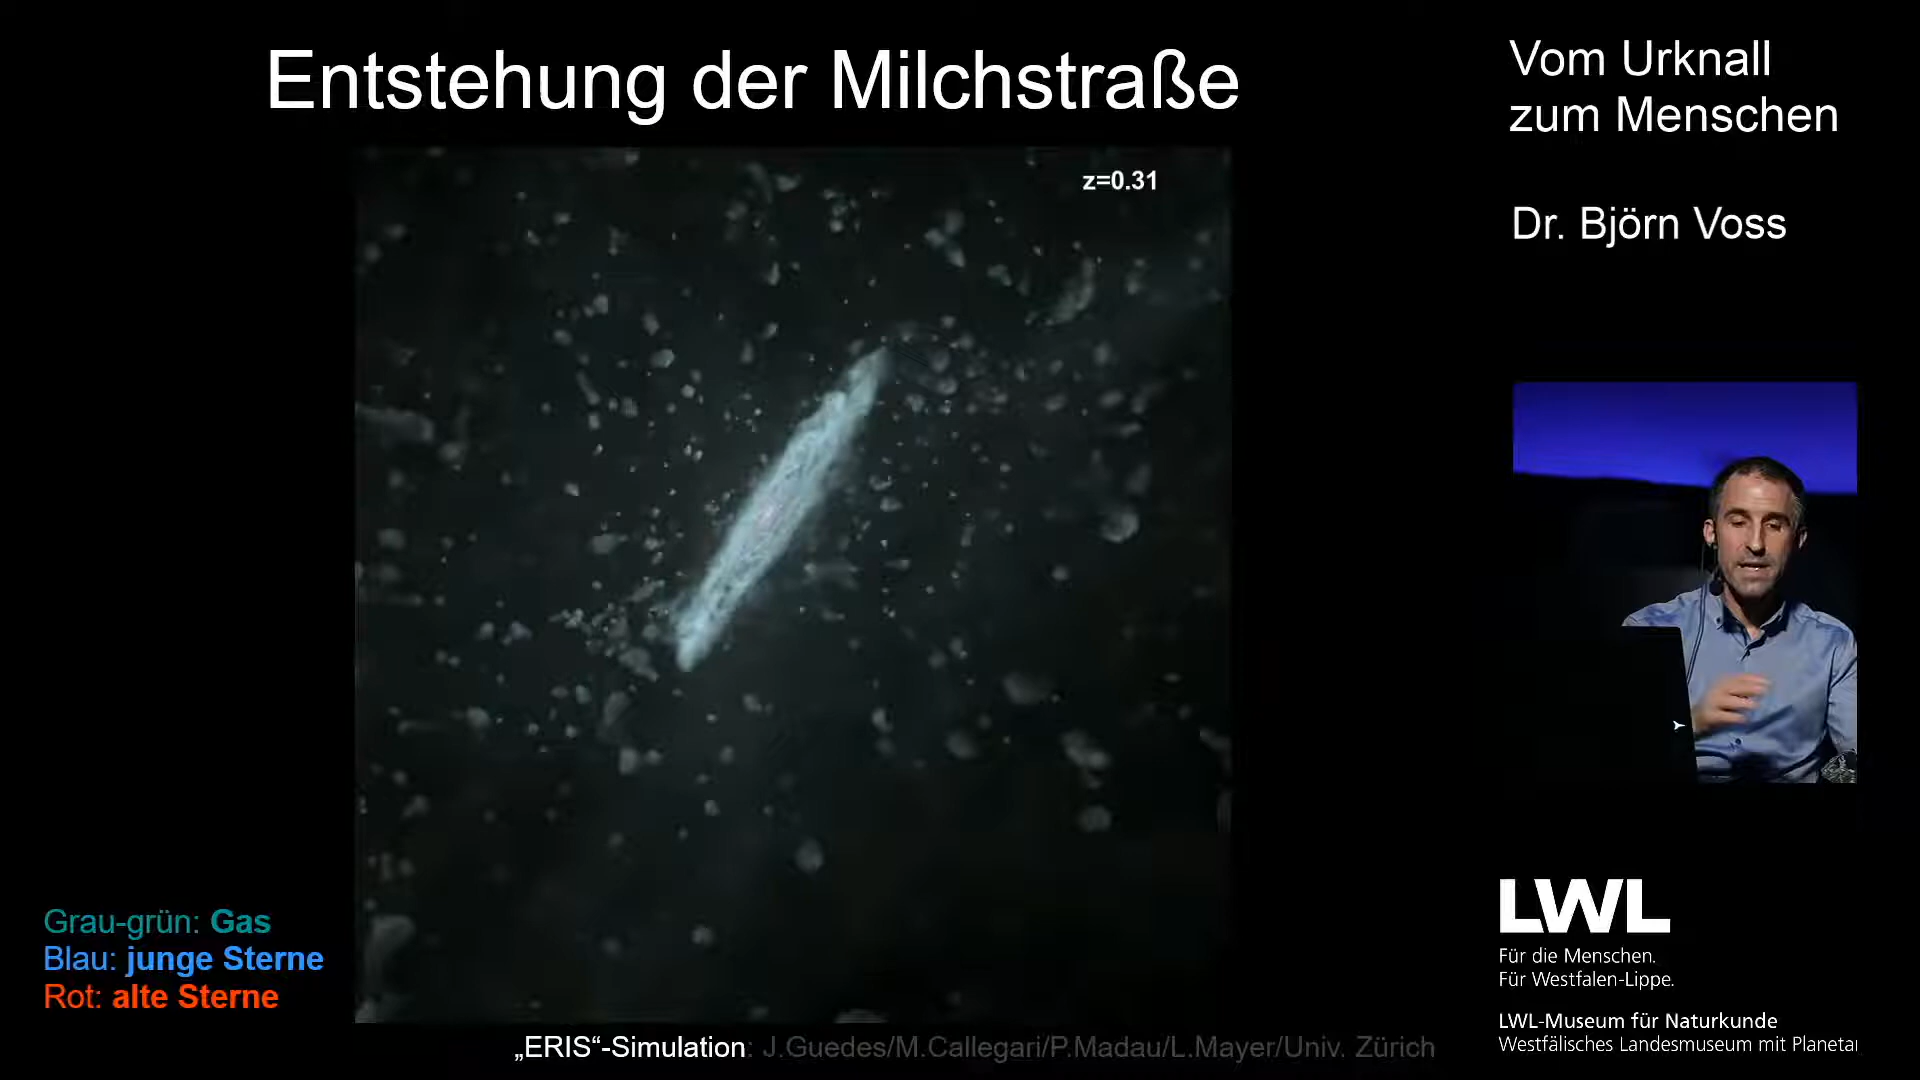 Entstehung der Milchstraße
z=0.31
Grau-grün: Gas
Blau: junge Sterne
Rot: alte Sterne
„ERIS“-Simulation: J.Guedes/M.Callegari/P.Madau/L.Mayer/Univ. Zürich
Vom Urknall
zum Menschen
Dr. Björn Voss
LWL
Für die Menschen.
Für Westfalen-Lippe.
LWL-Museum für Naturkunde
Westfälisches Landesmuseum mit Planetar